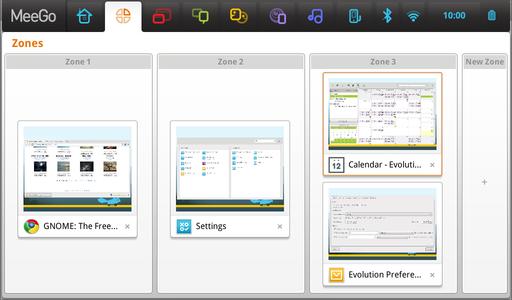 MeeGo
10:00
Zones
Zone 1
Zone 2
Zone 3
New Zone
GNOME: The Free...
Settings
12
Calendar - Evoluti...
Evolution Prefere...